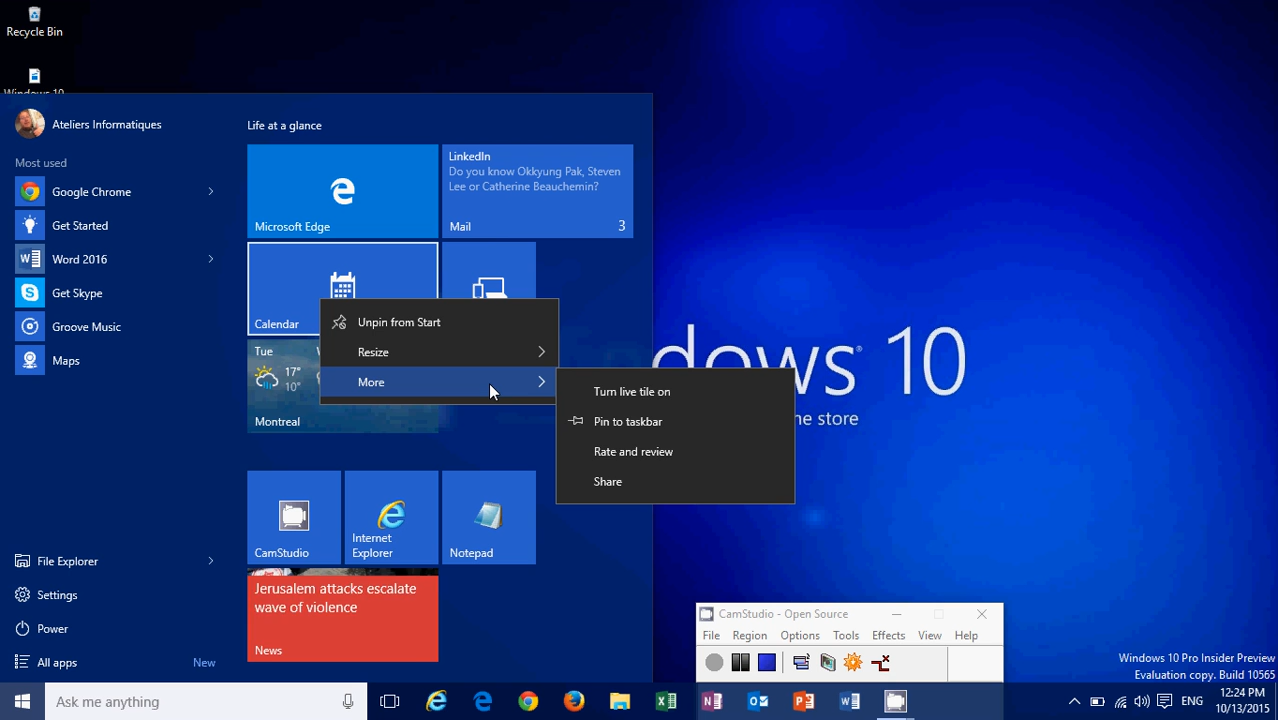 Recycle Bin
Windows 10
Ateliers Informatiques
Most used
Google Chrome
Get Started
Word 2016
Get Skype
Groove Music
Maps
File Explorer
Settings
Power
All apps
New
Life at a glance
Microsoft Edge
LinkedIn
Do you know Okkyung Pak, Steven
Lee or Catherine Beauchemin?
Mail
3
Calendar
Tue
17°
10°
Montreal
Unpin from Start
Resize
More
Turn live tile on
Pin to taskbar
Rate and review
Share
CamStudio
Internet
Explorer
Notepad
Jerusalem attacks escalate
wave of violence
News
dows® 10
ne store
CamStudio - Open Source
File Region Options Tools Effects View Help
Windows 10 Pro Insider Preview
Evaluation copy. Build 10565
Ask me anything
ENG
12:24 PM
10/13/2015